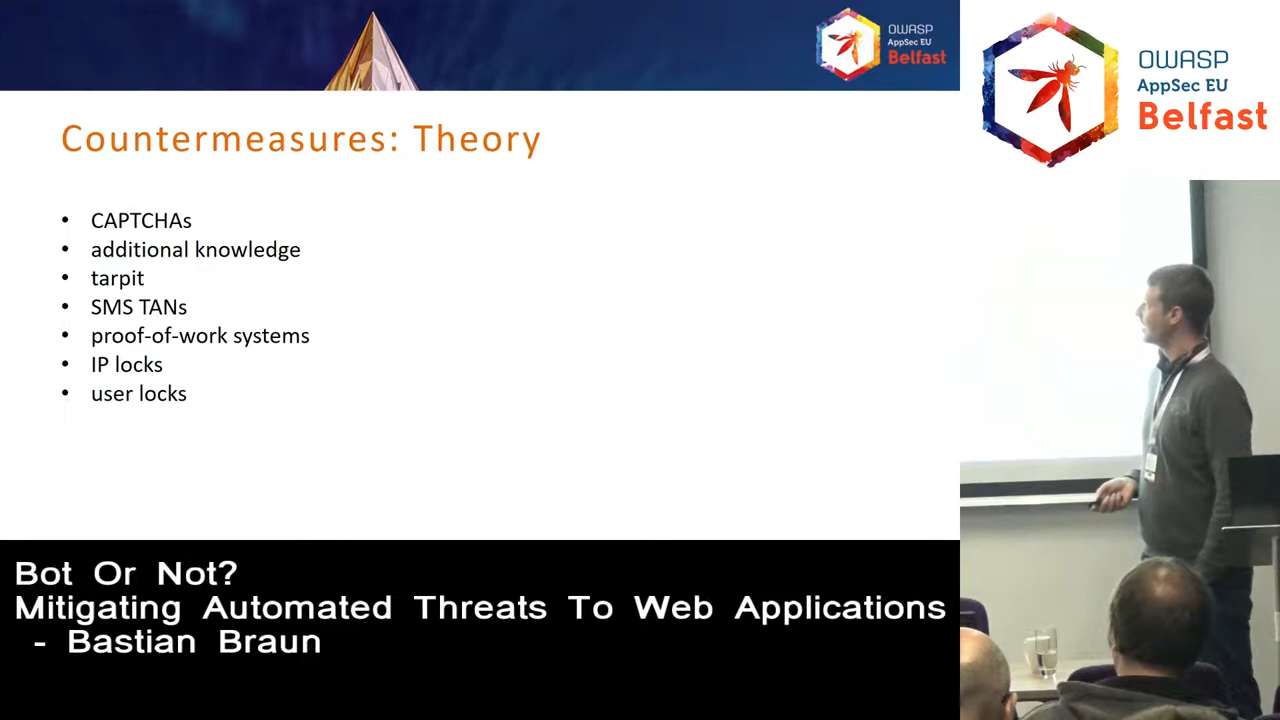 OWASP
AppSec EU
Belfast
OWASP
AppSec EU
Belfast
Countermeasures: Theory
• CAPTCHAs
• additional knowledge
• tarpit
• SMS TANs
• proof-of-work systems
• IP locks
• user locks
Bot Or Not?
Mitigating Automated Threats To Web Applications
- Bastian Braun